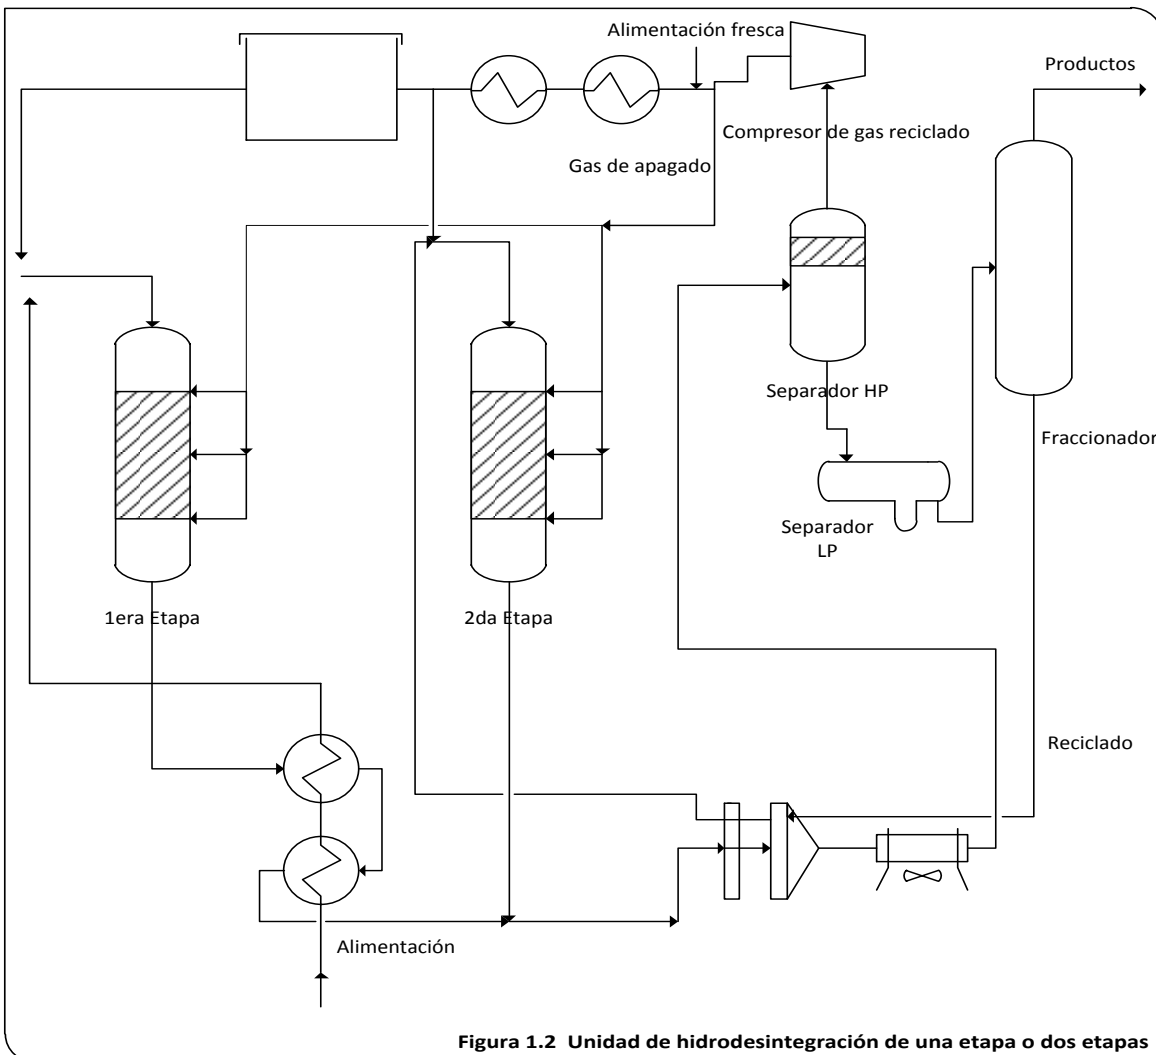 Alimentación fresca
Productos
Compresor de gas reciclado
Gas de apagado
Separador HP
Fraccionador
Separador
LP
1era Etapa
2da Etapa
Reciclado
Alimentación
Figura 1.2 Unidad de hidrodesintegración de una etapa o dos etapas